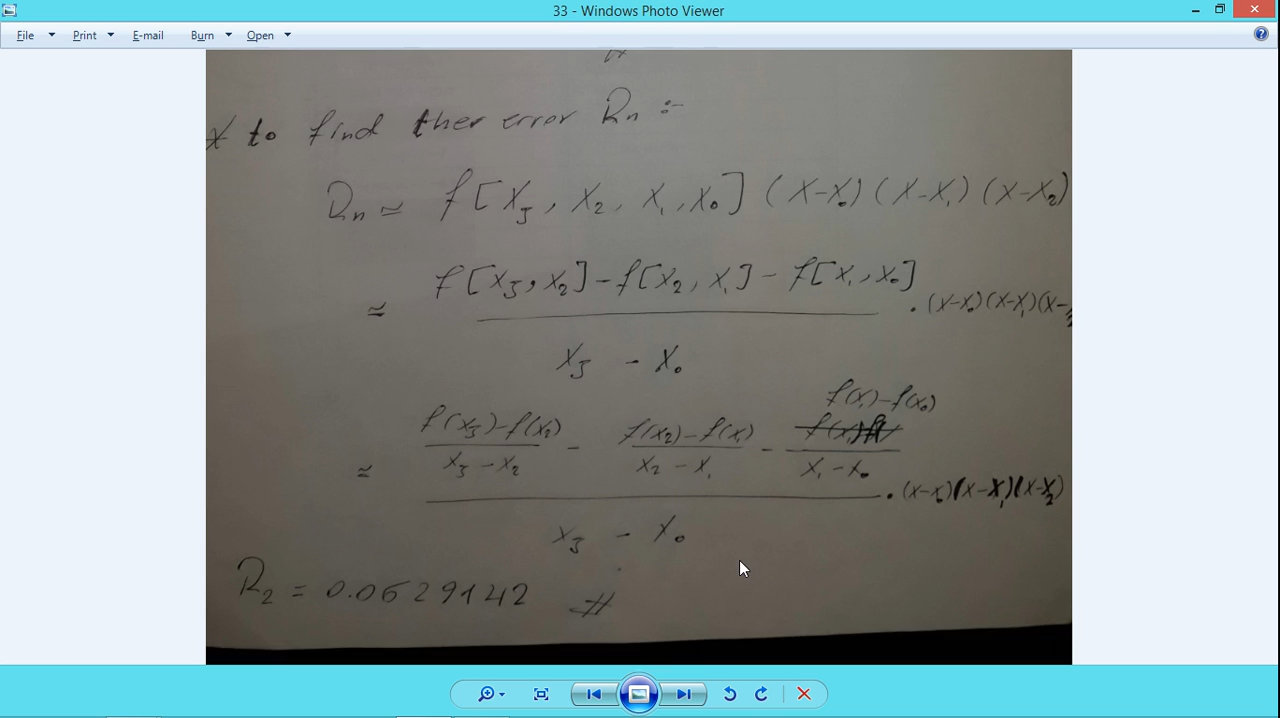 33 - Windows Photo Viewer
File Print E-mail Burn Open
* to find ther error Rn :-
Rn ≃ f[X3, X2, X1, X0] (X-X0) (X-X1) (X-X2)
≃ f[X3, X2] - f[X2, X1] - f[X1, X0] / X3 - X0 . (X-X0)(X-X1)(X-
f(X1)-f(X0)
≃ f(X3)-f(X2) / X3-X2 - f(X2)-f(X1) / X2-X1 - / X1-X0
.(X-X0)(X-X1)(X-X2)
X3 - X0
R2 = 0.0629142 #